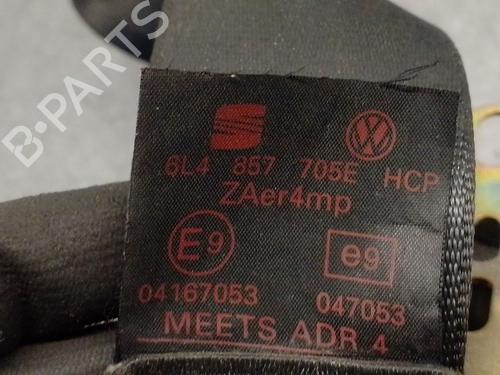 B-PARTS
6L4 857 705E HCP
ZAer4mp
E9 e9
04167053 047053
MEETS ADR 4